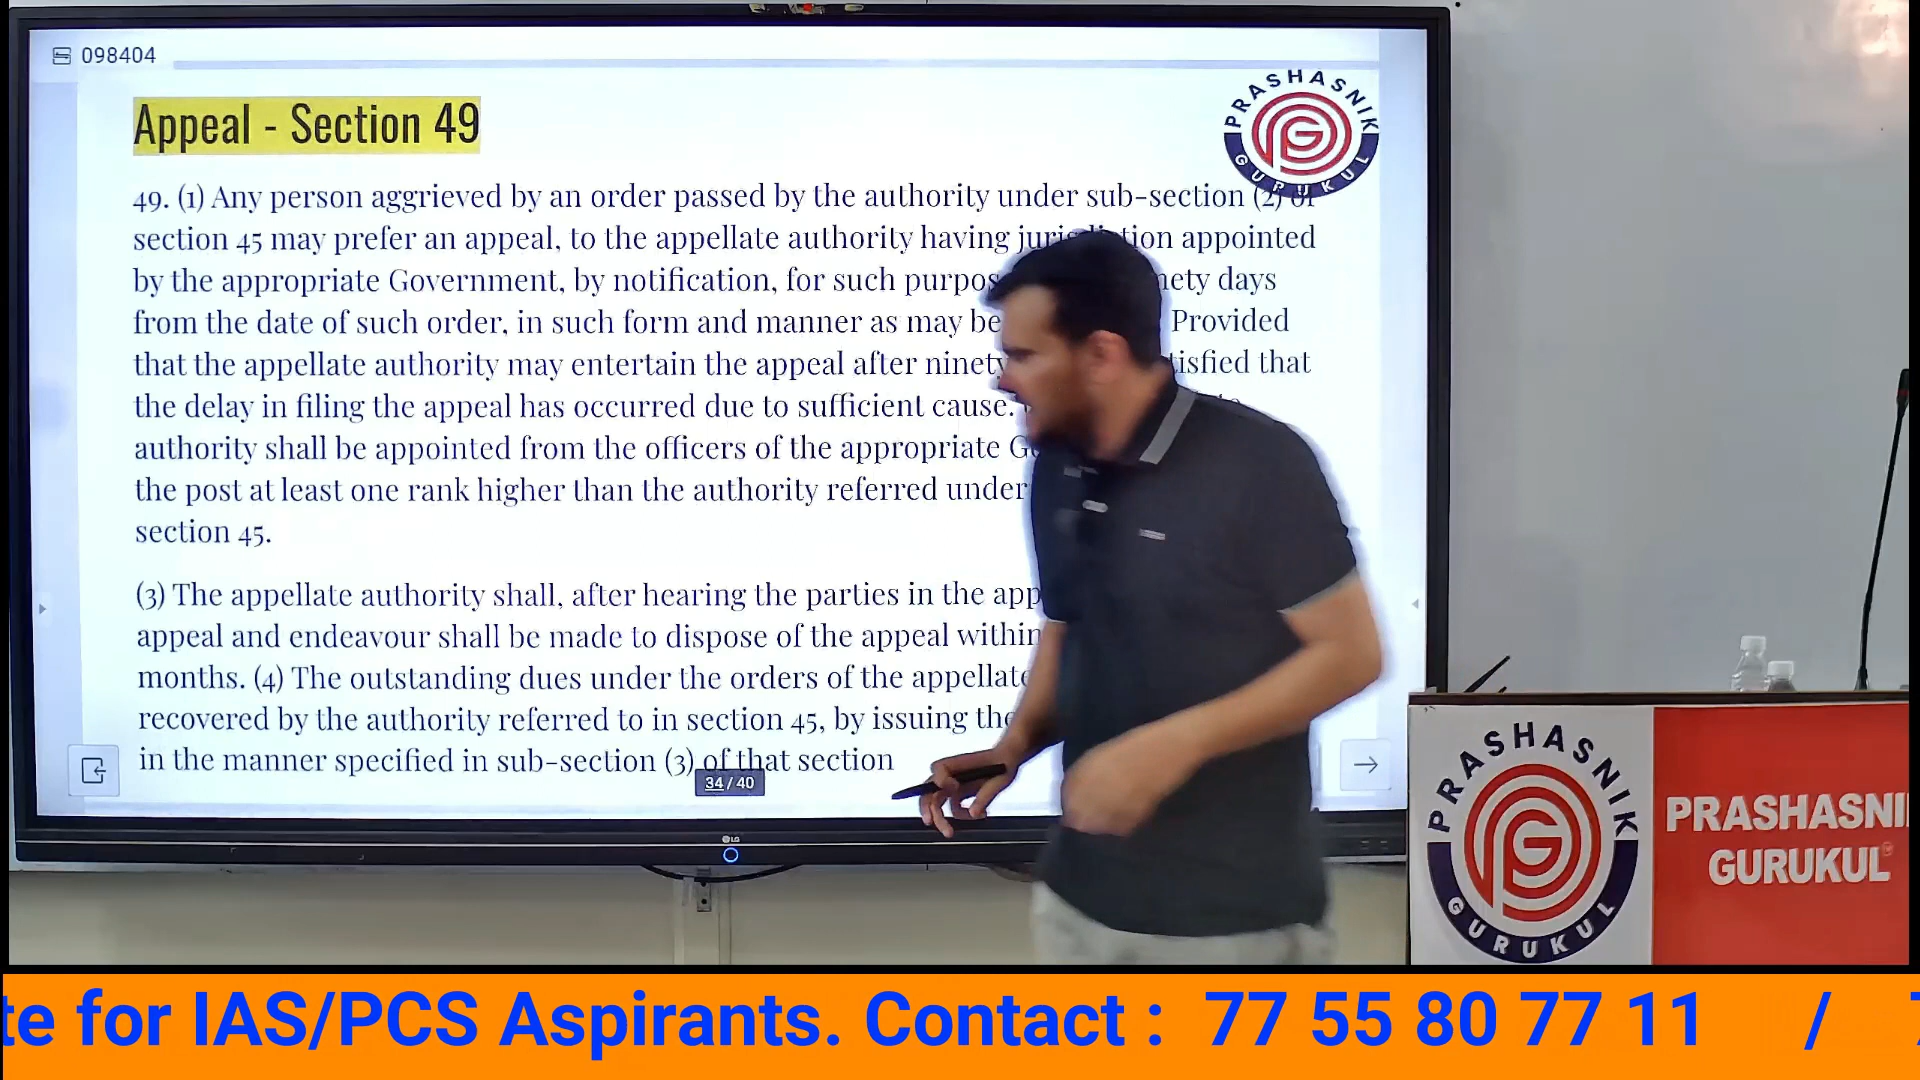 098404
PRASHASNIK GURUKUL
Appeal - Section 49
49. (1) Any person aggrieved by an order passed by the authority under sub-section (2) of
section 45 may prefer an appeal, to the appellate authority having jurisdiction appointed
by the appropriate Government, by notification, for such purpos nety days
from the date of such order, in such form and manner as may be Provided
that the appellate authority may entertain the appeal after ninety tisfied that
the delay in filing the appeal has occurred due to sufficient cause.
authority shall be appointed from the officers of the appropriate G
the post at least one rank higher than the authority referred under
section 45.
(3) The appellate authority shall, after hearing the parties in the app
appeal and endeavour shall be made to dispose of the appeal within
months. (4) The outstanding dues under the orders of the appellate
recovered by the authority referred to in section 45, by issuing the
in the manner specified in sub-section (3) of that section
34 / 40
LG
PRASHASNIK GURUKUL
PRASHASNI
GURUKUL
te for IAS/PCS Aspirants. Contact : 77 55 80 77 11 / 7